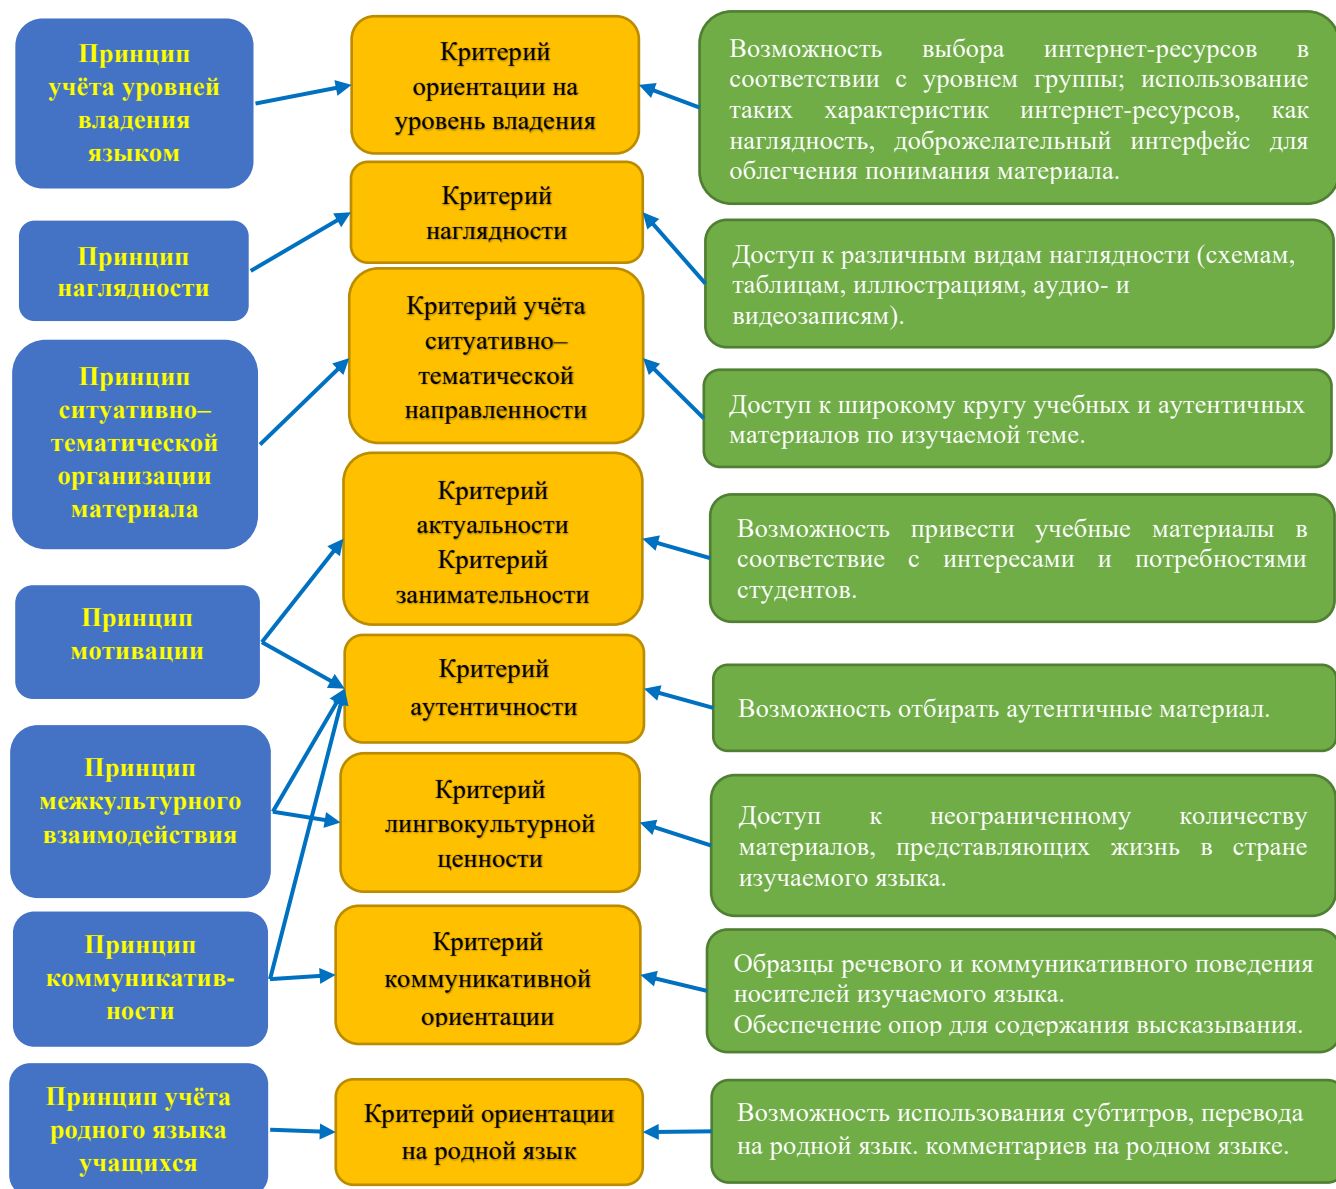 Принцип
учёта уровней
владения
языком
Критерий
ориентации на
уровень владения
Возможность выбора интернет-ресурсов в
соответствии с уровнем группы; использование
таких характеристик интернет-ресурсов, как
наглядность, доброжелательный интерфейс для
облегчения понимания материала.
Принцип
наглядности
Критерий
наглядности
Доступ к различным видам наглядности (схемам,
таблицам, иллюстрациям, аудио- и
видеозаписям).
Принцип
ситуативно–
тематической
организации
материала
Критерий учёта
ситуативно–
тематической
направленности
Доступ к широкому кругу учебных и аутентичных
материалов по изучаемой теме.
Принцип
мотивации
Критерий
актуальности
Критерий
занимательности
Возможность привести учебные материалы в
соответствие с интересами и потребностями
студентов.
Критерий
аутентичности
Возможность отбирать аутентичные материал.
Принцип
межкультурного
взаимодействия
Критерий
лингвокультурной
ценности
Доступ к неограниченному количеству
материалов, представляющих жизнь в стране
изучаемого языка.
Принцип
коммуникатив-
ности
Критерий
коммуникативной
ориентации
Образцы речевого и коммуникативного поведения
носителей изучаемого языка.
Обеспечение опор для содержания высказывания.
Принцип учёта
родного языка
учащихся
Критерий ориентации
на родной язык
Возможность использования субтитров, перевода
на родной язык. комментариев на родном языке.